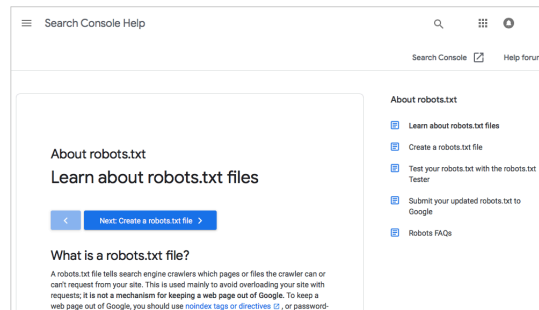 Search Console Help
Search Console
Help forum
About robots.txt
Learn about robots.txt files
Next: Create a robots.txt file
What is a robots.txt file?
A robots.txt file tells search engine crawlers which pages or files the crawler can or
can't request from your site. This is used mainly to avoid overloading your site with
requests; it is not a mechanism for keeping a web page out of Google. To keep a
web page out of Google, you should use noindex tags or directives , or password-
About robots.txt
Learn about robots.txt files
Create a robots.txt file
Test your robots.txt with the robots.txt
Tester
Submit your updated robots.txt to
Google
Robots FAQs